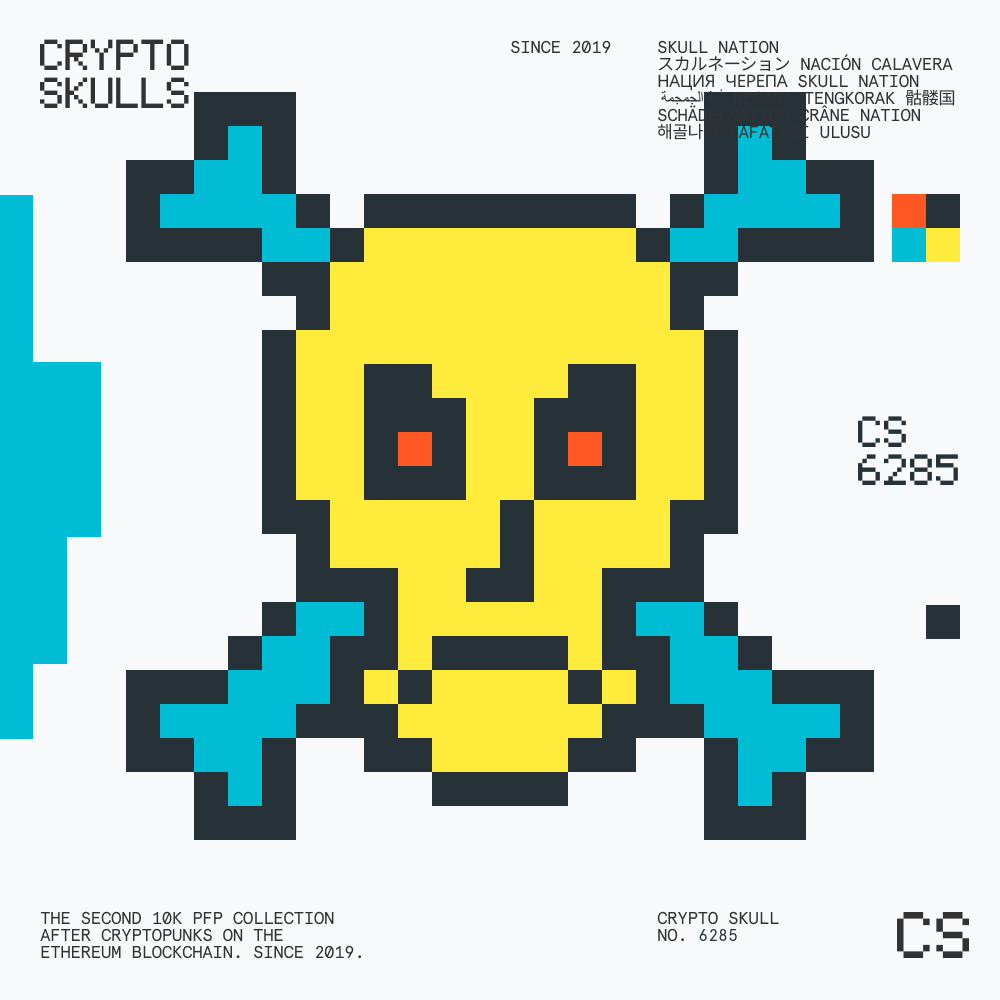 CRYPTO
SKULLS
SINCE 2019
SKULL NATION
スカルネーション NACIÓN CALAVERA
НАЦИЯ ЧЕРЕПА SKULL NATION
الجمجمة TENGKORAK 骷髅国
CRÂNE NATION
해골 ULUSU
CS
6285
THE SECOND 10K PFP COLLECTION
AFTER CRYPTOPUNKS ON THE
ETHEREUM BLOCKCHAIN. SINCE 2019.
CRYPTO SKULL
NO. 6285
CS